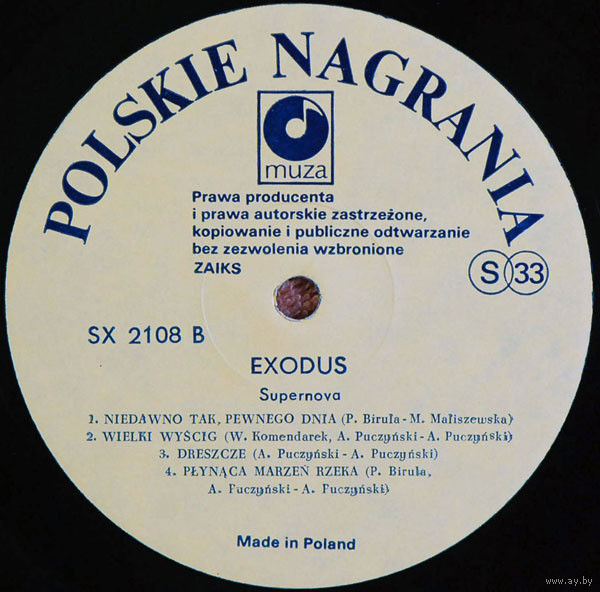 POLSKIE NAGRANIA
muza
Prawa producenta
i prawa autorskie zastrzeżone,
kopiowanie i publiczne odtwarzanie
bez zezwolenia wzbronione
ZAIKS
S 33
SX 2108 B
EXODUS
Supernova
1. NIEDAWNO TAK, PEWNEGO DNIA (P. Biruła - M. Maliszewska)
2. WIELKI WYŚCIG (W. Komendarek, A. Puczyński - A. Puczyński)
3. DRESZCZE (A. Puczyński - A. Puczyński)
4. PŁYNĄCA MARZEŃ RZEKA (P. Biruła,
A. Puczyński - A. Puczyński)
Made in Poland
www.ay.by